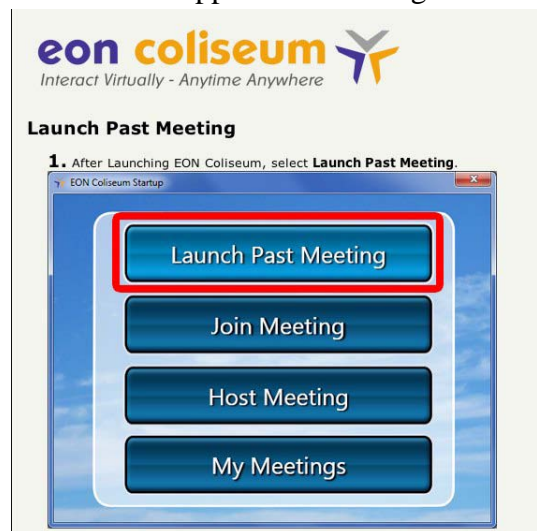 eon coliseum
Interact Virtually - Anytime Anywhere
Launch Past Meeting
1. After Launching EON Coliseum, select Launch Past Meeting.
EON Coliseum Startup
Launch Past Meeting
Join Meeting
Host Meeting
My Meetings